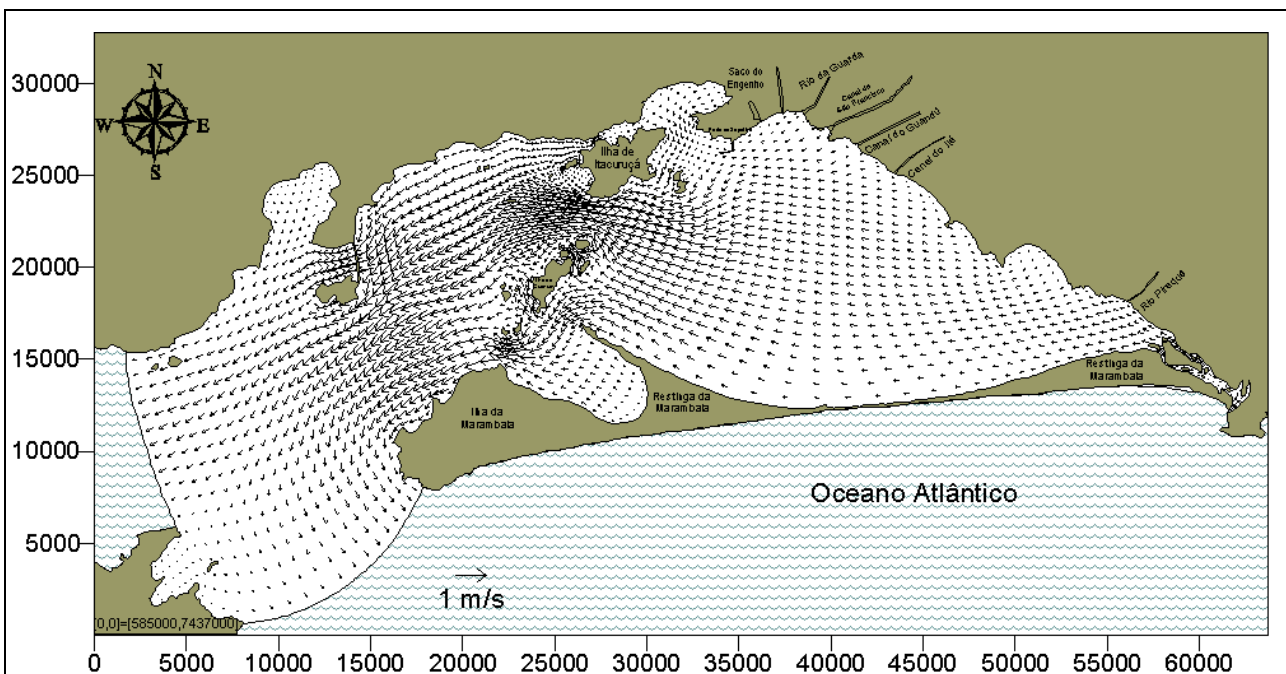 30000
25000
20000
15000
10000
5000
N
W
E
S
Saco do
Engenho
Rio da Guarda
Canal de
São Francisco
Canal do Guandu
Canal do Itá
Rio Piraquê
Ilha de
Itacuruçá
Restinga da
Marambaia
Restinga da
Marambaia
Ilha da
Marambaia
Oceano Atlântico
1 m/s
[0,0]=[585000,7437000]
0
5000
10000
15000
20000
25000
30000
35000
40000
45000
50000
55000
60000